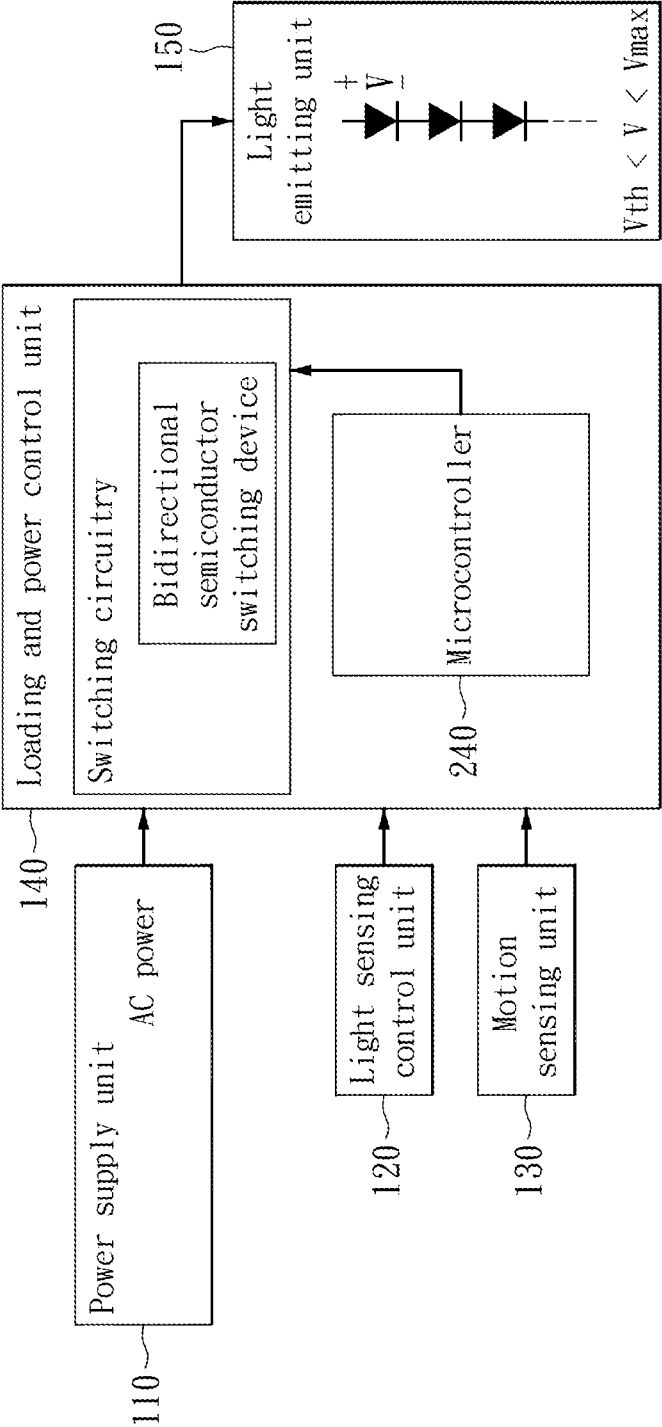 110
Power supply unit
AC power
120
Light sensing
control unit
130
Motion
sensing unit
140
Loading and power control unit
Switching circuitry
Bidirectional
semiconductor
switching device
240
Microcontroller
150
Light
emitting unit
+
V
-
Vth < V < Vmax